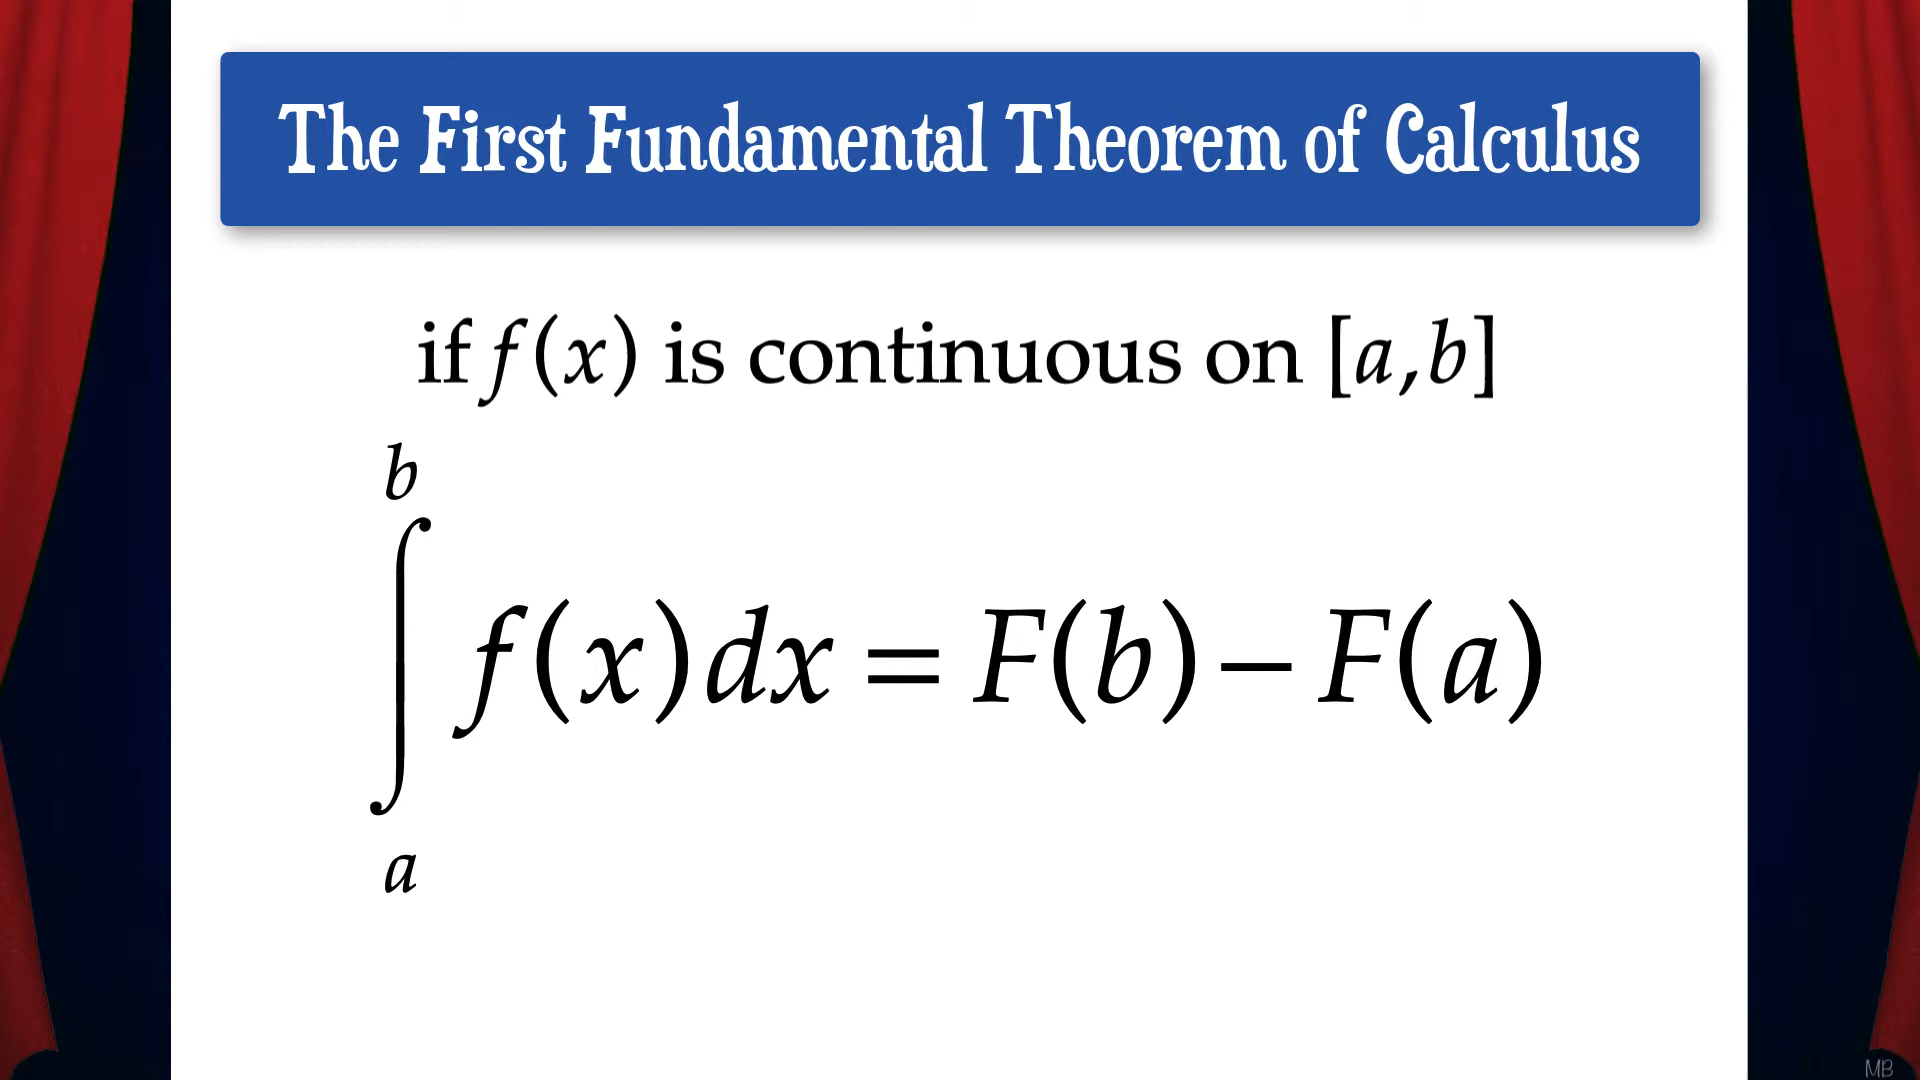 The First Fundamental Theorem of Calculus
if f(x) is continuous on [a,b]
b
∫ f(x)dx = F(b) – F(a)
a
MB